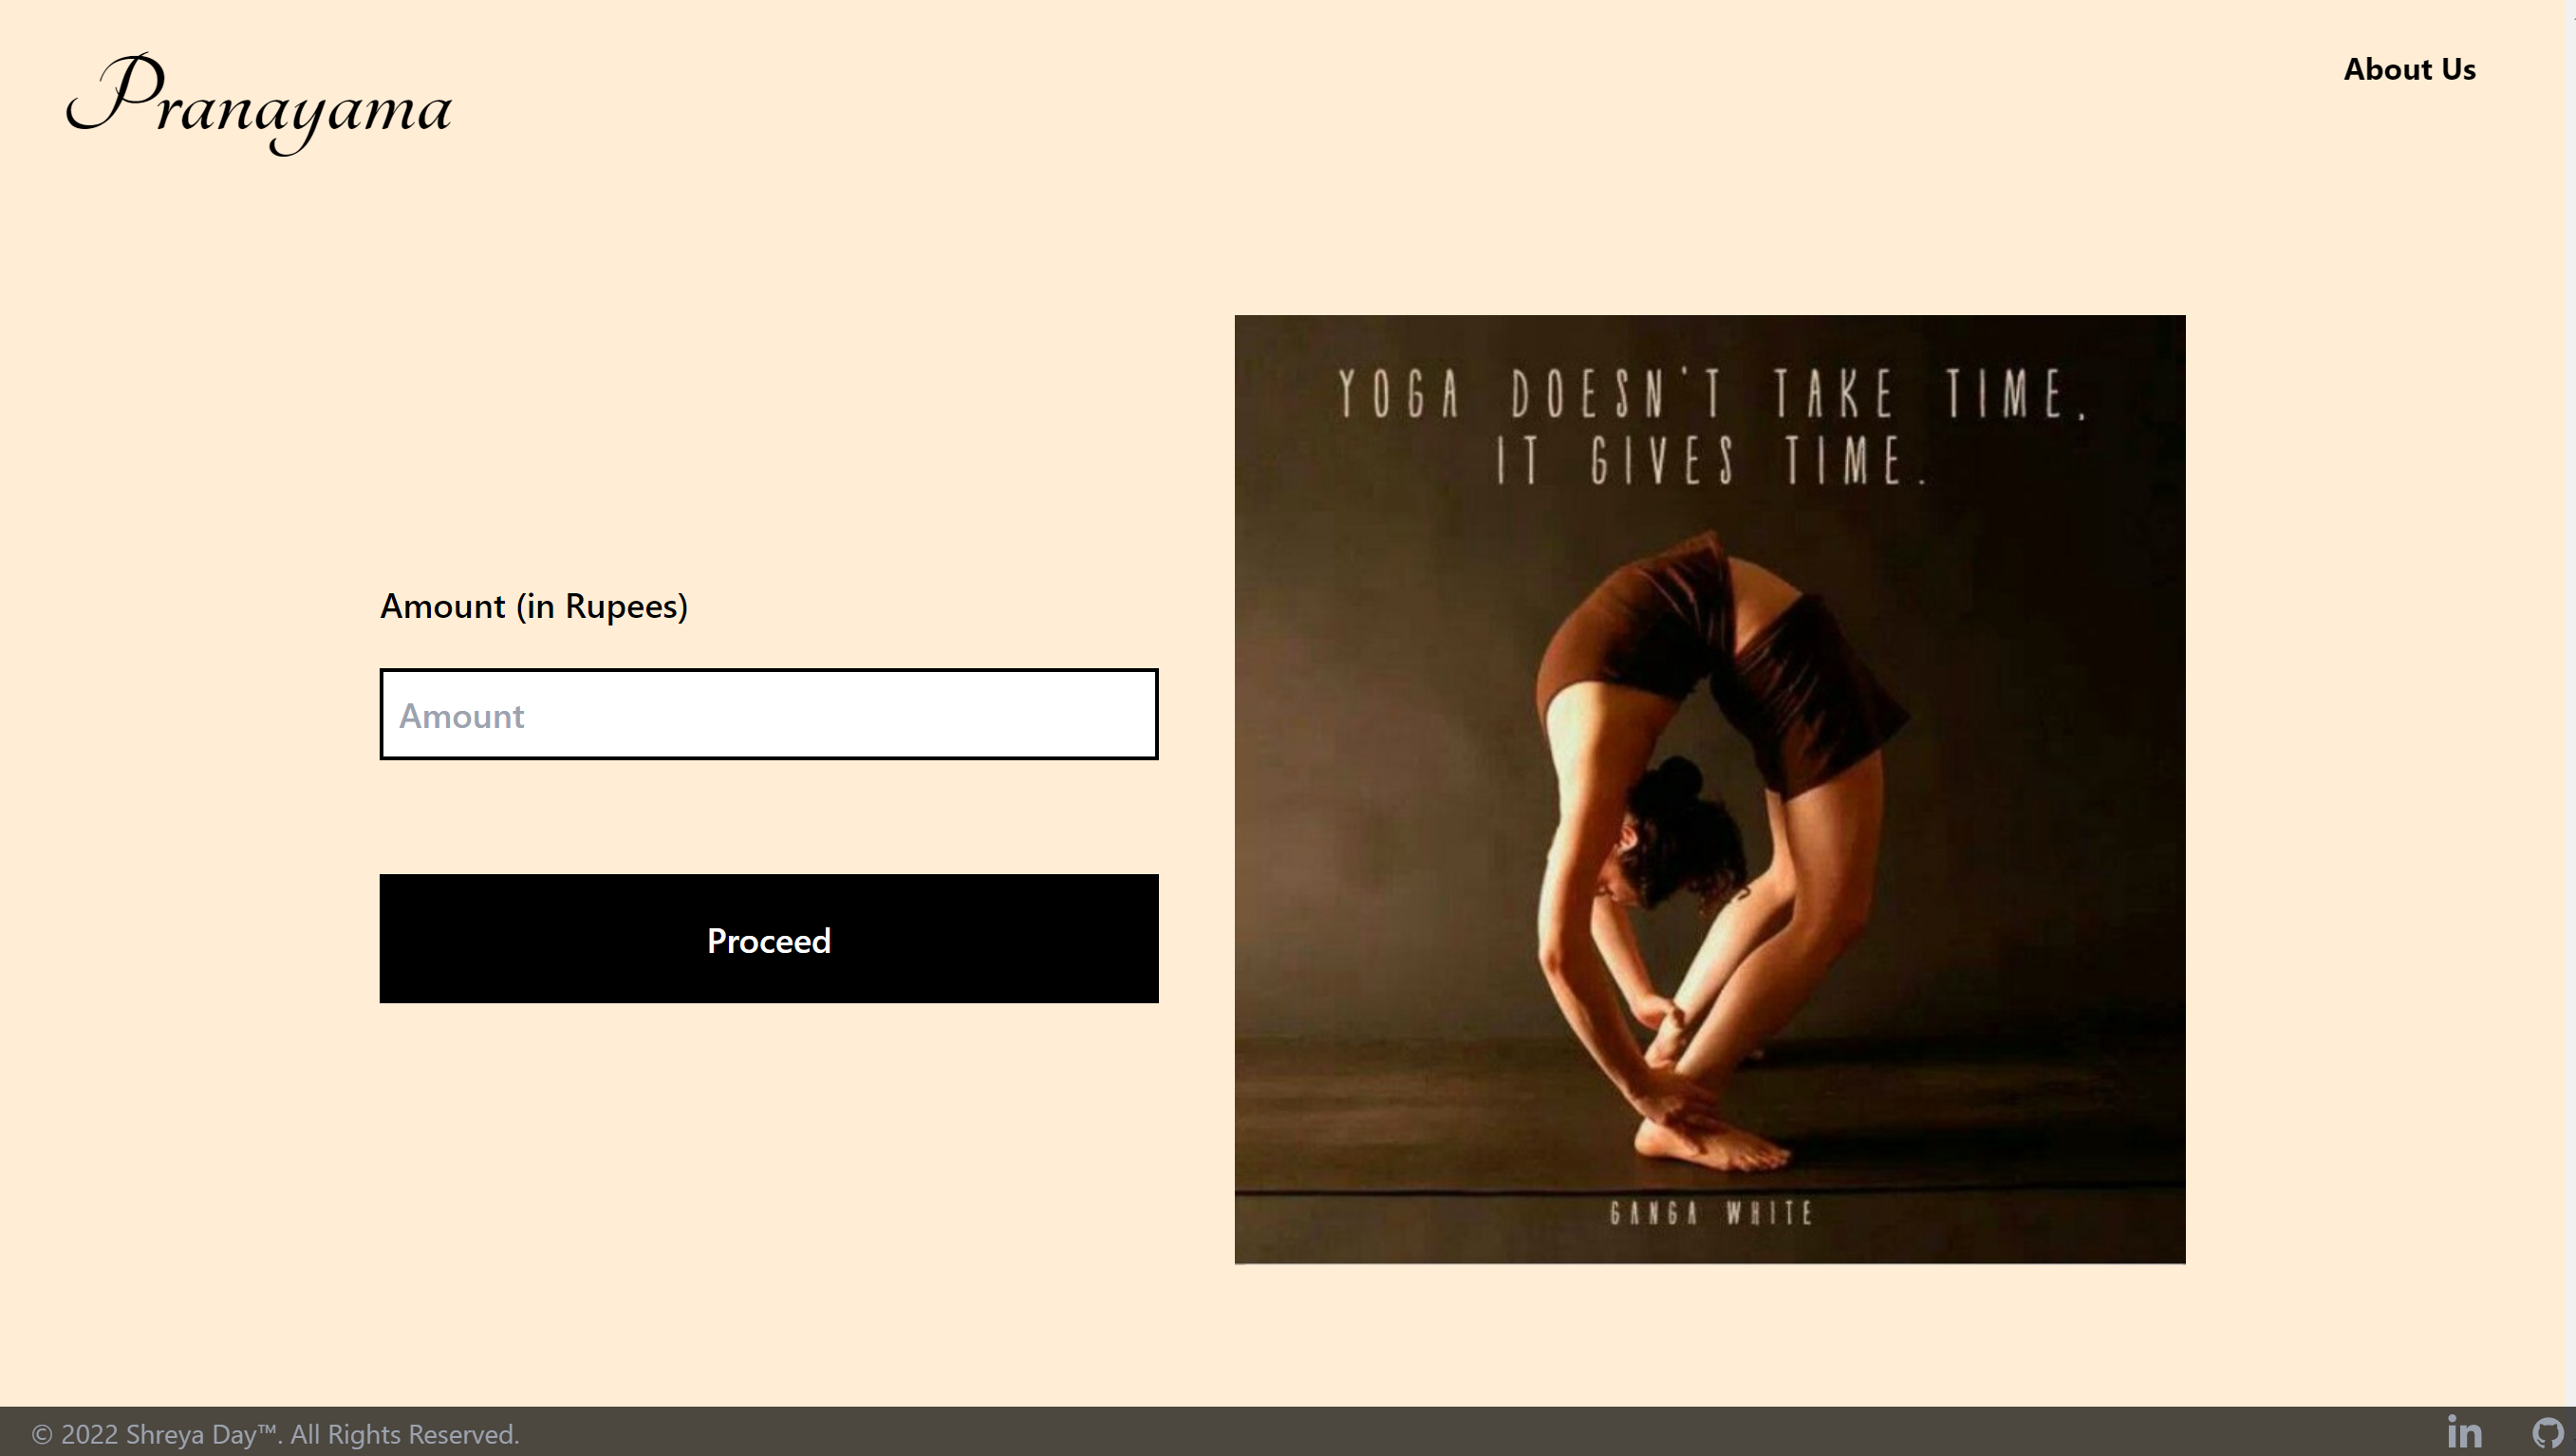 Pranayama
About Us
YOGA DOESN'T TAKE TIME.
IT GIVES TIME.
Amount (in Rupees)
Amount
Proceed
GANGA WHITE
© 2022 Shreya Day™. All Rights Reserved.
in